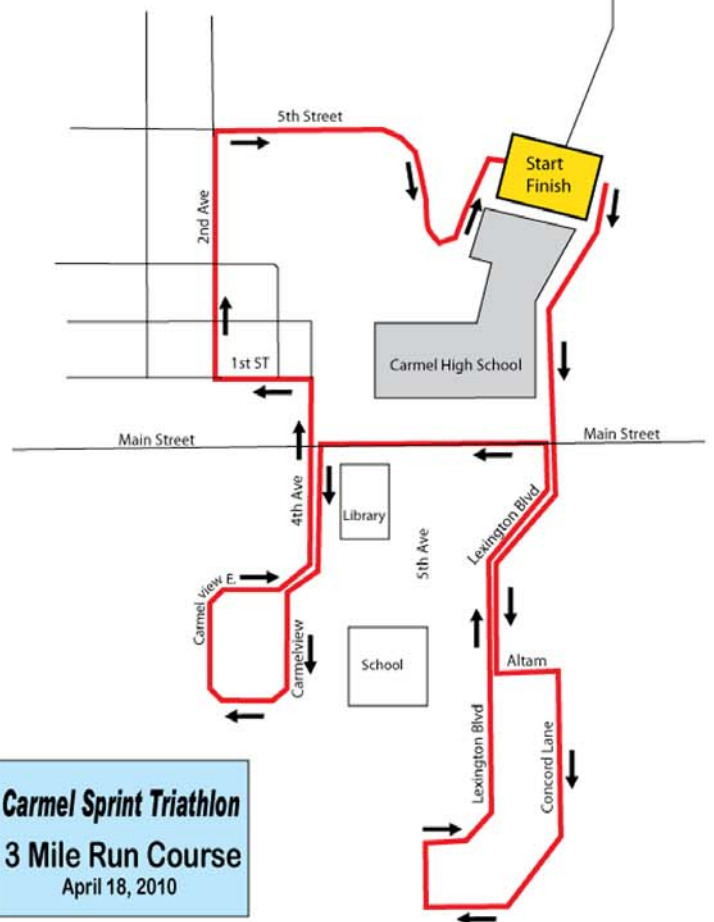 5th Street
Start
Finish
2nd Ave
1st ST
Carmel High School
Main Street
Main Street
4th Ave
Library
5th Ave
Lexington Blvd
Carmel view E.
Carmelview
School
Altam
Lexington Blvd
Concord Lane
Carmel Sprint Triathlon
3 Mile Run Course
April 18, 2010